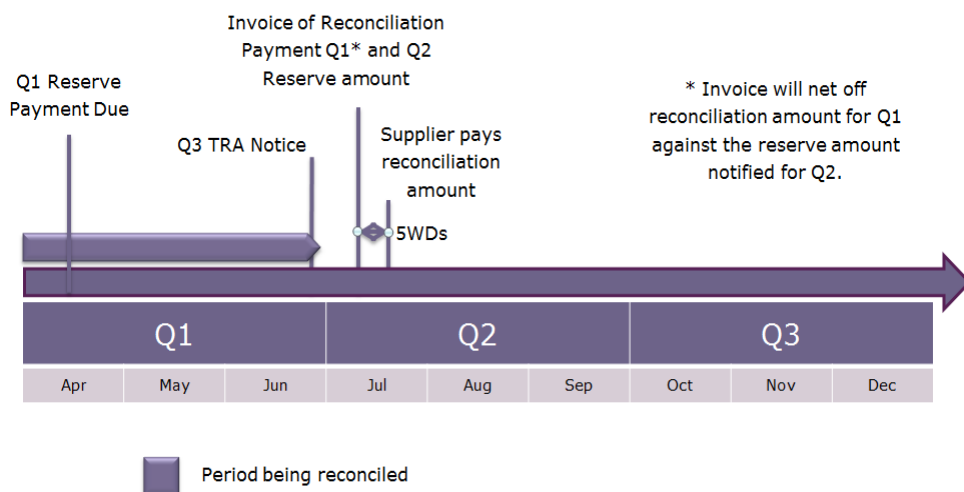 Invoice of Reconciliation
Payment Q1* and Q2
Reserve amount
Q1 Reserve
Payment Due
Q3 TRA Notice
Supplier pays
reconciliation
amount
5WDs
* Invoice will net off
reconciliation amount for Q1
against the reserve amount
notified for Q2.
Q1 Q2 Q3
Apr May Jun Jul Aug Sep Oct Nov Dec
Period being reconciled